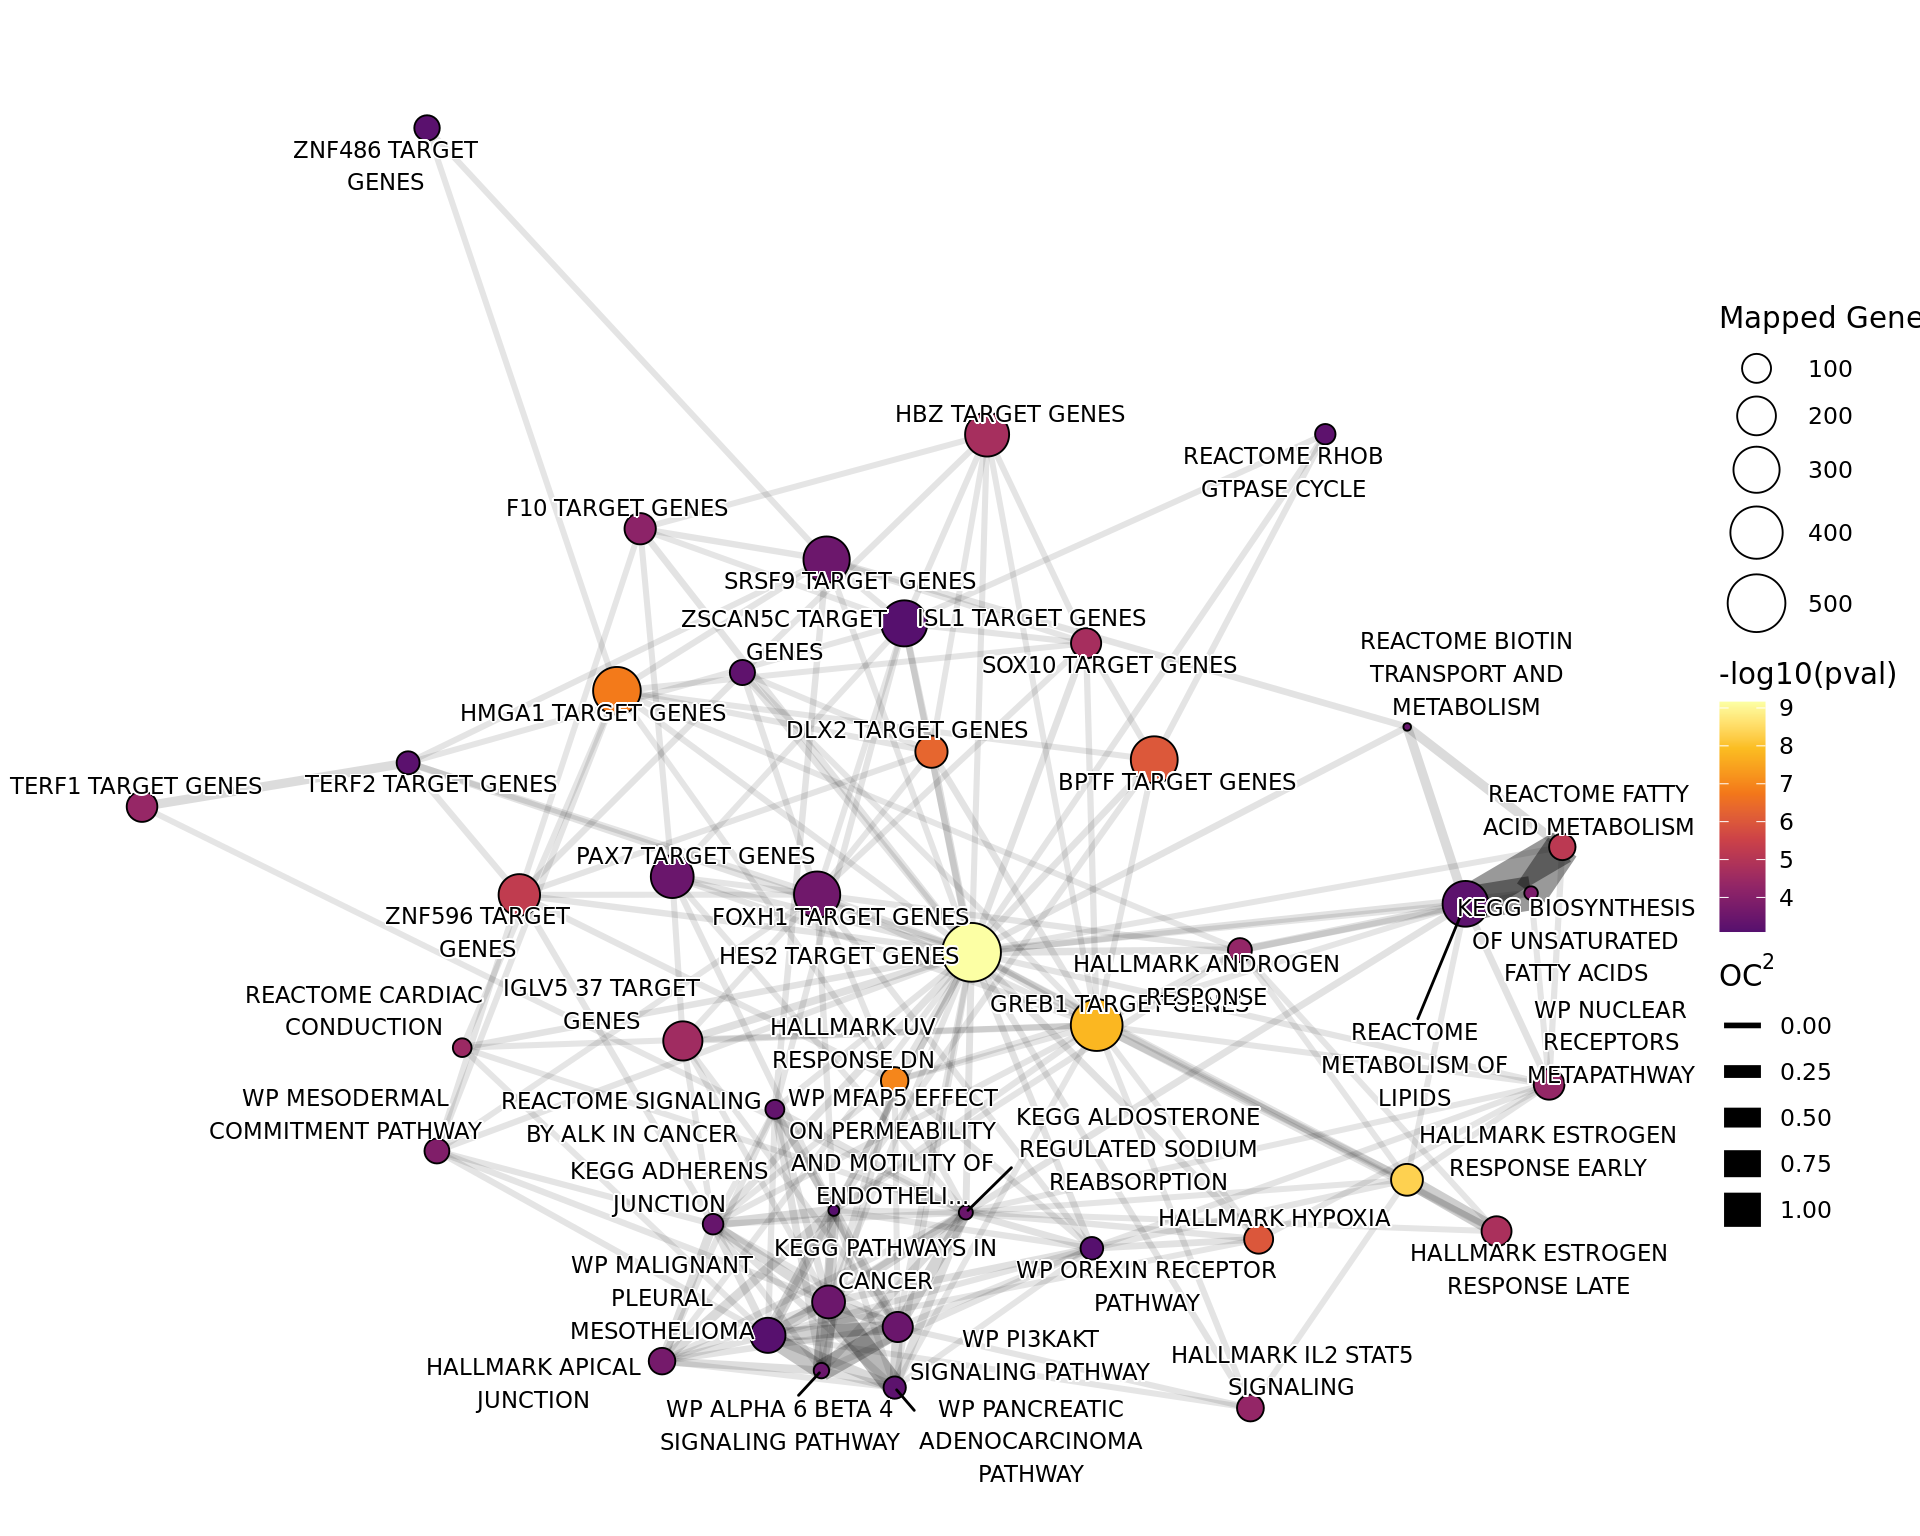 ZNF486 TARGET
GENES
HBZ TARGET GENES
REACTOME RHOB
GTPASE CYCLE
F10 TARGET GENES
SRSF9 TARGET GENES
ZSCAN5C TARGET
GENES
ISL1 TARGET GENES
SOX10 TARGET GENES
REACTOME BIOTIN
TRANSPORT AND
METABOLISM
HMGA1 TARGET GENES
DLX2 TARGET GENES
BPTF TARGET GENES
TERF1 TARGET GENES
TERF2 TARGET GENES
REACTOME FATTY
ACID METABOLISM
PAX7 TARGET GENES
ZNF596 TARGET
GENES
FOXH1 TARGET GENES
HES2 TARGET GENES
KEGG BIOSYNTHESIS
OF UNSATURATED
FATTY ACIDS
HALLMARK ANDROGEN
RESPONSE
GREB1 TARGET GENES
REACTOME CARDIAC
CONDUCTION
IGLV5 37 TARGET
GENES
HALLMARK UV
RESPONSE DN
REACTOME
METABOLISM OF
LIPIDS
WP NUCLEAR
RECEPTORS
METAPATHWAY
WP MESODERMAL
COMMITMENT PATHWAY
REACTOME SIGNALING
BY ALK IN CANCER
WP MFAP5 EFFECT
ON PERMEABILITY
AND MOTILITY OF
ENDOTHELI...
KEGG ALDOSTERONE
REGULATED SODIUM
REABSORPTION
HALLMARK ESTROGEN
RESPONSE EARLY
KEGG ADHERENS
JUNCTION
HALLMARK HYPOXIA
KEGG PATHWAYS IN
CANCER
WP OREXIN RECEPTOR
PATHWAY
HALLMARK ESTROGEN
RESPONSE LATE
WP MALIGNANT
PLEURAL
MESOTHELIOMA
WP PI3KAKT
SIGNALING PATHWAY
HALLMARK IL2 STAT5
SIGNALING
HALLMARK APICAL
JUNCTION
WP ALPHA 6 BETA 4
SIGNALING PATHWAY
WP PANCREATIC
ADENOCARCINOMA
PATHWAY
Mapped Gene
100
200
300
400
500
-log10(pval)
9
8
7
6
5
4
OC2
0.00
0.25
0.50
0.75
1.00